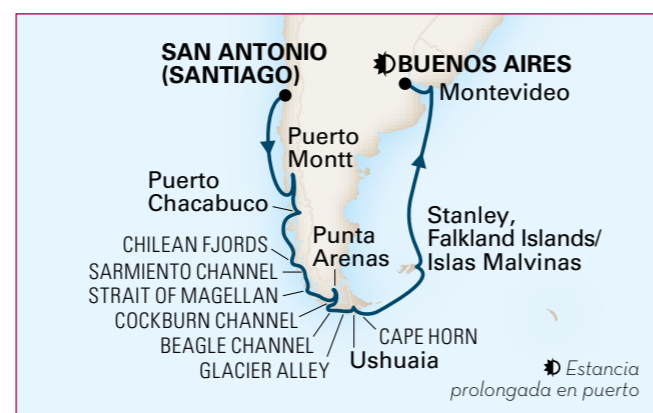 SAN ANTONIO
(SANTIAGO)
BUENOS AIRES
Montevideo
Puerto
Montt
Puerto
Chacabuco
Stanley,
Falkland Islands/
Islas Malvinas
CHILEAN FJORDS
Punta
Arenas
SARMIENTO CHANNEL
STRAIT OF MAGELLAN
COCKBURN CHANNEL
CAPE HORN
BEAGLE CHANNEL
Ushuaia
GLACIER ALLEY
Estancia
prolongada en puerto